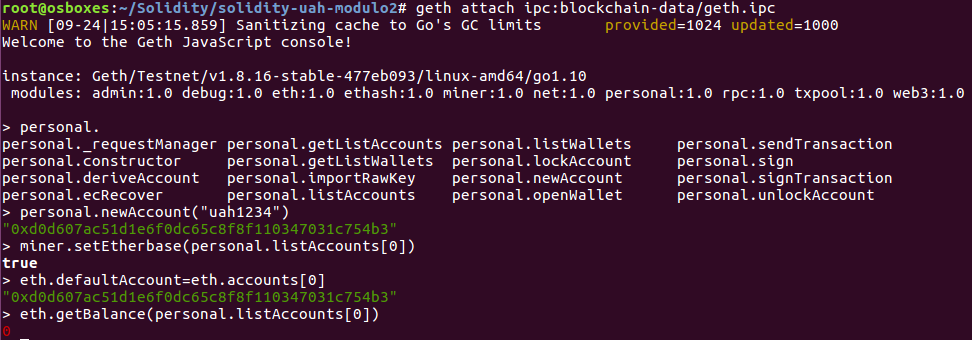 root@osboxes:~/Solidity/solidity-uah-modulo2# geth attach ipc:blockchain-data/geth.ipc
WARN [09-24|15:05:15.859] Sanitizing cache to Go's GC limits       provided=1024 updated=1000
Welcome to the Geth JavaScript console!

instance: Geth/Testnet/v1.8.16-stable-477eb093/linux-amd64/go1.10
 modules: admin:1.0 debug:1.0 eth:1.0 ethash:1.0 miner:1.0 net:1.0 personal:1.0 rpc:1.0 txpool:1.0 web3:1.0

> personal.
personal._requestManager personal.getListAccounts personal.listWallets     personal.sendTransaction
personal.constructor     personal.getListWallets  personal.lockAccount     personal.sign
personal.deriveAccount   personal.importRawKey    personal.newAccount      personal.signTransaction
personal.ecRecover       personal.listAccounts    personal.openWallet      personal.unlockAccount
> personal.newAccount("uah1234")
"0xd0d607ac51d1e6f0dc65c8f8f110347031c754b3"
> miner.setEtherbase(personal.listAccounts[0])
true
> eth.defaultAccount=eth.accounts[0]
"0xd0d607ac51d1e6f0dc65c8f8f110347031c754b3"
> eth.getBalance(personal.listAccounts[0])
0